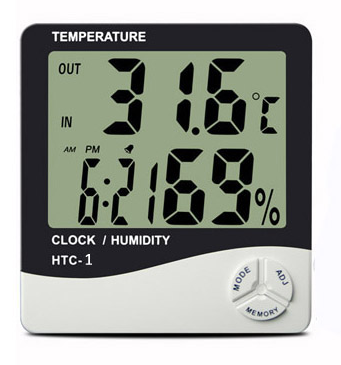 TEMPERATURE
OUT
31.6°C
IN
AM PM
6:21 69%
CLOCK / HUMIDITY
HTC-1
MODE
ADJ
MEMORY